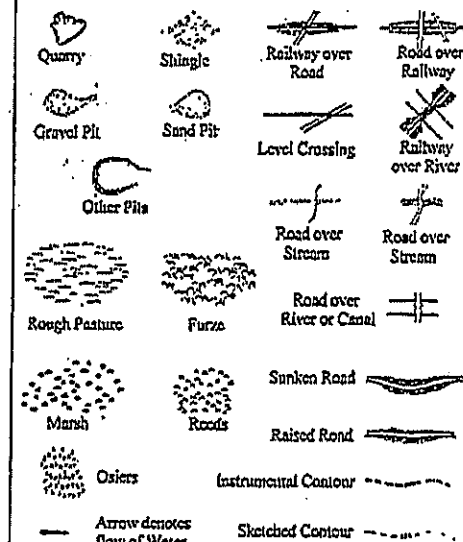 Quarry
Shingle
Railway over
Road
Road over
Railway
Gravel Pit
Sand Pit
Level Crossing
Railway
over River
Other Pits
Road over
Stream
Road over
Stream
Rough Pasture
Furze
Road over
River or Canal
Marsh
Reeds
Sunken Road
Raised Road
Osiers
Instrumental Contour
Arrow denotes
flow of Water
Sketched Contour